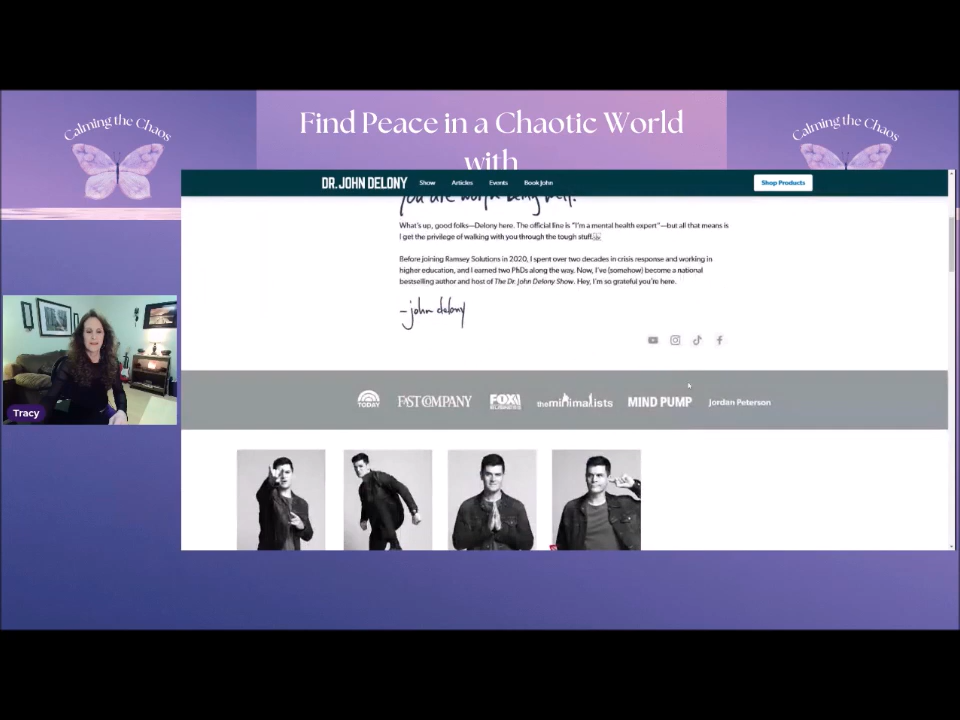 Calming the Chaos
Find Peace in a Chaotic World
with
Calming the Chaos
DR. JOHN DELONY Show Articles Events Book John Shop Products
you are worth being well.
What's up, good folks—Delony here. The official line is "I'm a mental health expert"—but all that means is
I get the privilege of walking with you through the tough stuff.
Before joining Ramsey Solutions in 2020, I spent over two decades in crisis response and working in
higher education, and I earned two PhDs along the way. Now, I've (somehow) become a national
bestselling author and host of The Dr. John Delony Show. Hey, I'm so grateful you're here.
– john delony
TODAY FAST COMPANY FOX BUSINESS the minimalists MIND PUMP Jordan Peterson
Tracy